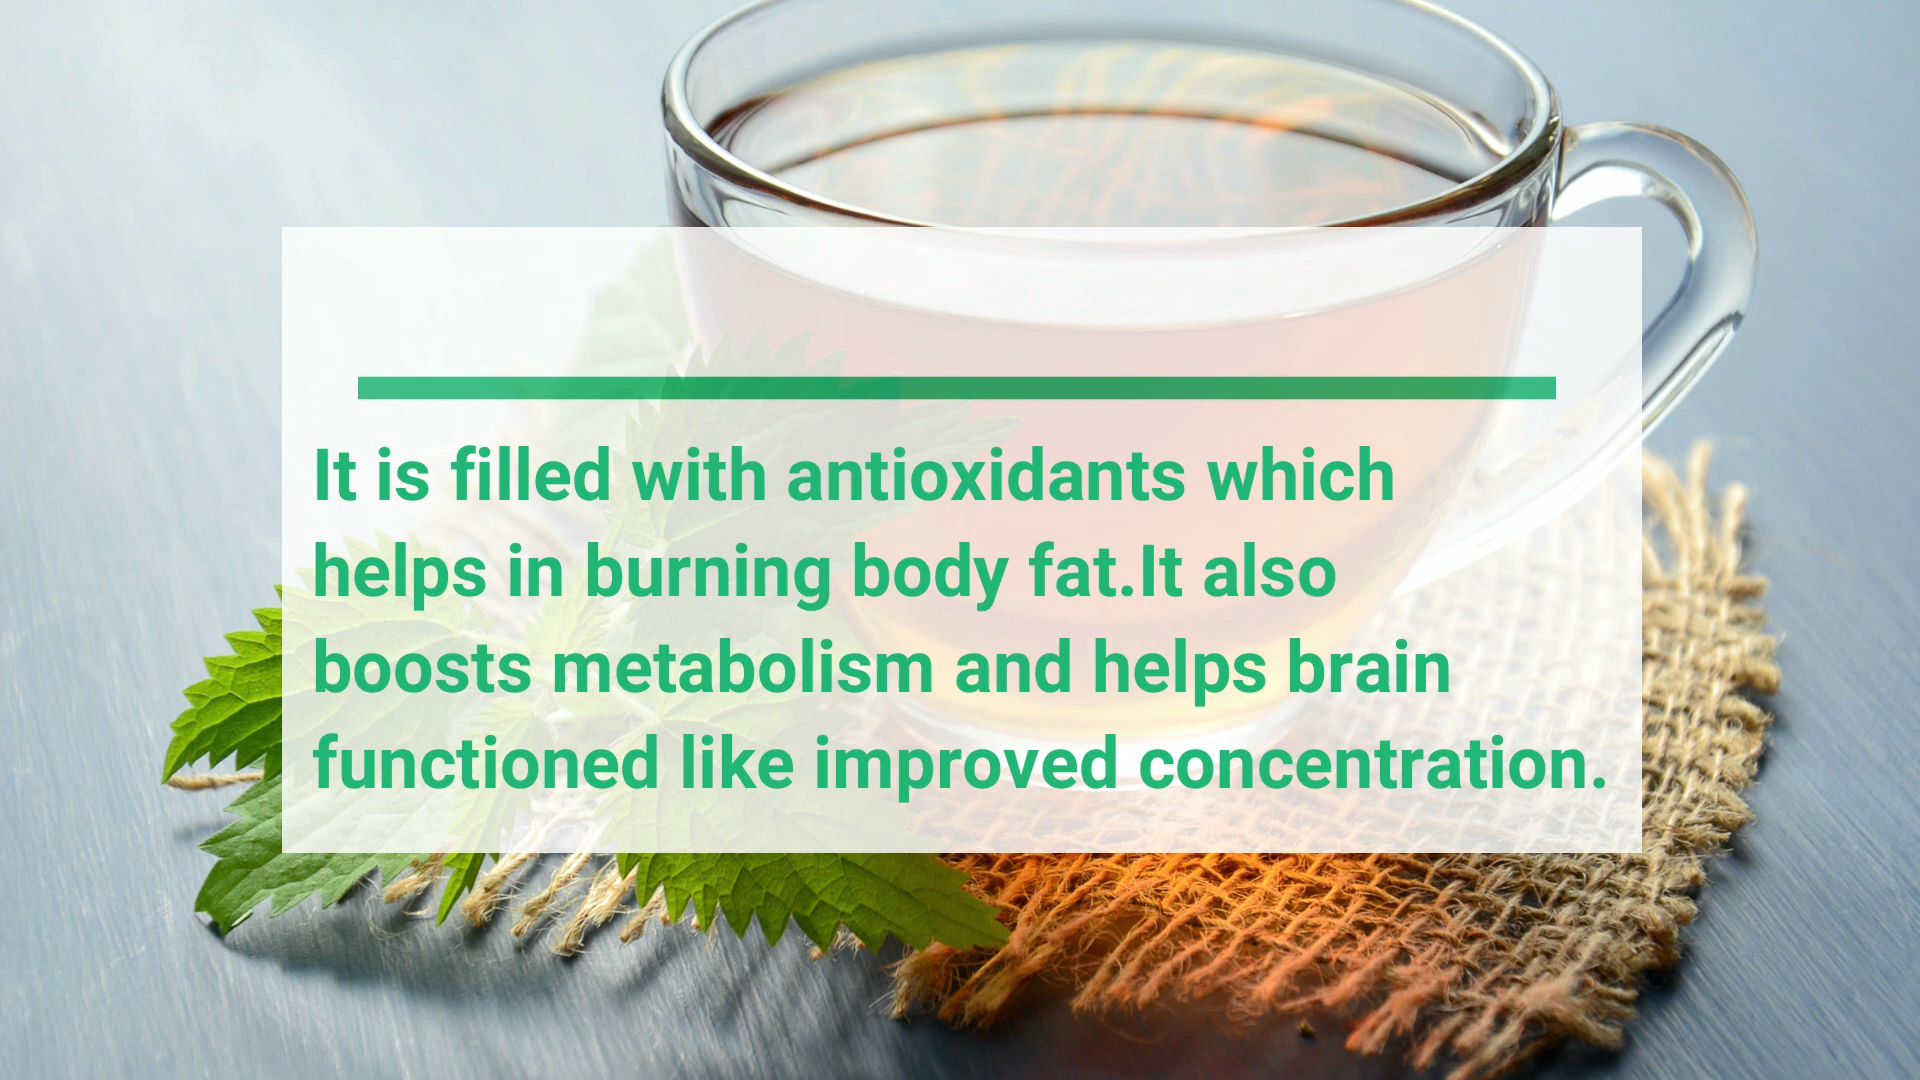 It is filled with antioxidants which
helps in burning body fat.It also
boosts metabolism and helps brain
functioned like improved concentration.